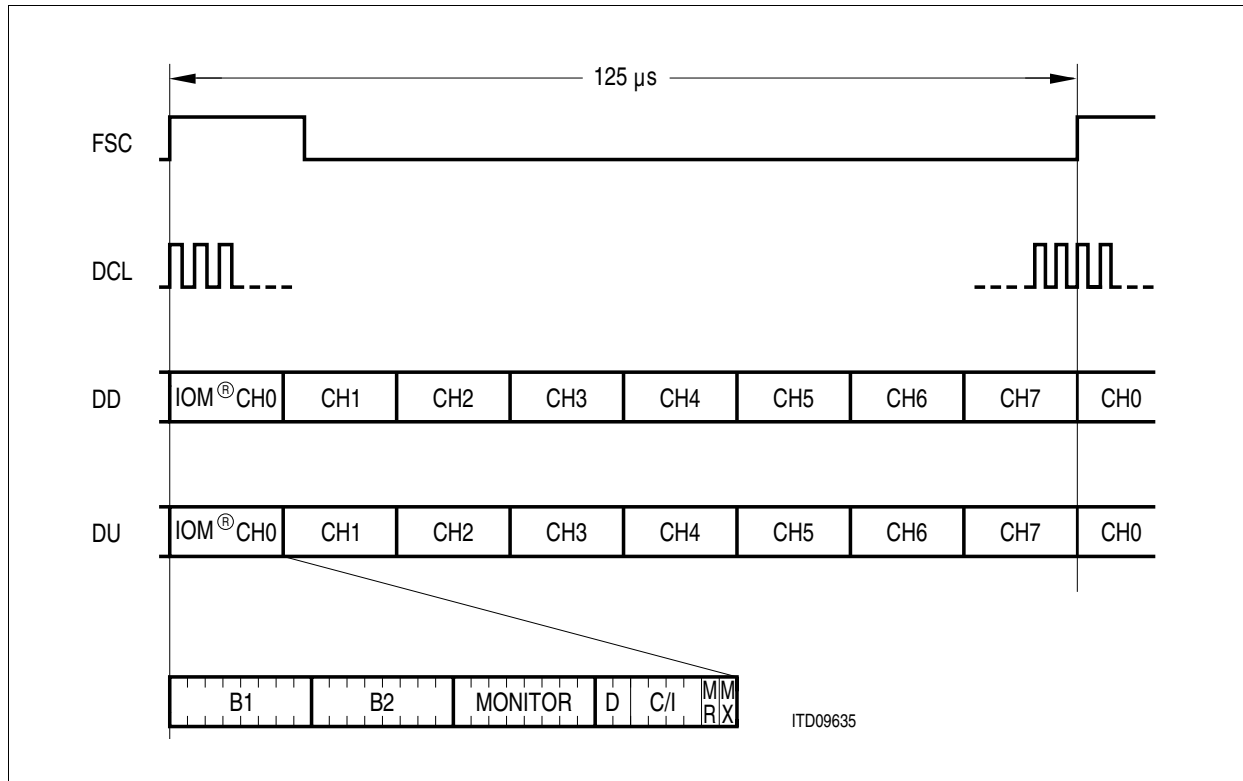 125 µs
FSC
DCL
DD IOM®CH0 CH1 CH2 CH3 CH4 CH5 CH6 CH7 CH0
DU IOM®CH0 CH1 CH2 CH3 CH4 CH5 CH6 CH7 CH0
B1 B2 MONITOR D C/I MR MX
ITD09635